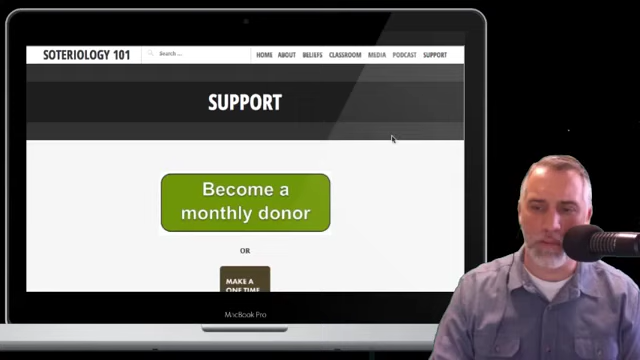 SOTERIOLOGY 101
Search ...
HOME ABOUT BELIEFS CLASSROOM MEDIA PODCAST SUPPORT
SUPPORT
Become a
monthly donor
OR
MAKE A
ONE TIME
MacBook Pro